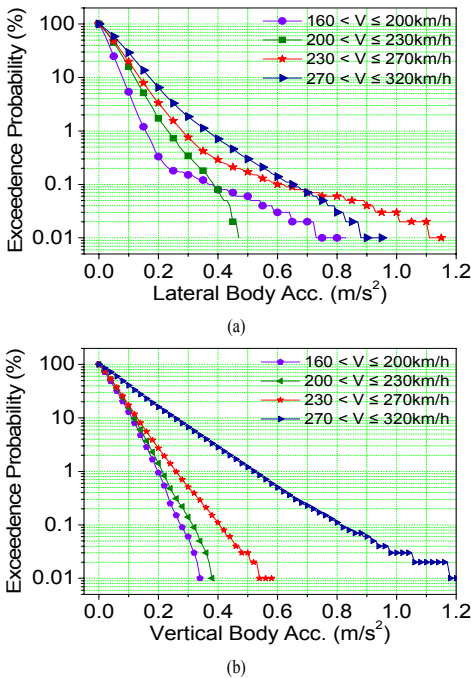 Exceedence Probability (%)
100
10
1
0.1
0.01
160 < V ≤ 200km/h
200 < V ≤ 230km/h
230 < V ≤ 270km/h
270 < V ≤ 320km/h
0.0 0.2 0.4 0.6 0.8 1.0 1.2
Lateral Body Acc. (m/s²)
(a)
Exceedence Probability (%)
100
10
1
0.1
0.01
160 < V ≤ 200km/h
200 < V ≤ 230km/h
230 < V ≤ 270km/h
270 < V ≤ 320km/h
0.0 0.2 0.4 0.6 0.8 1.0 1.2
Vertical Body Acc. (m/s²)
(b)